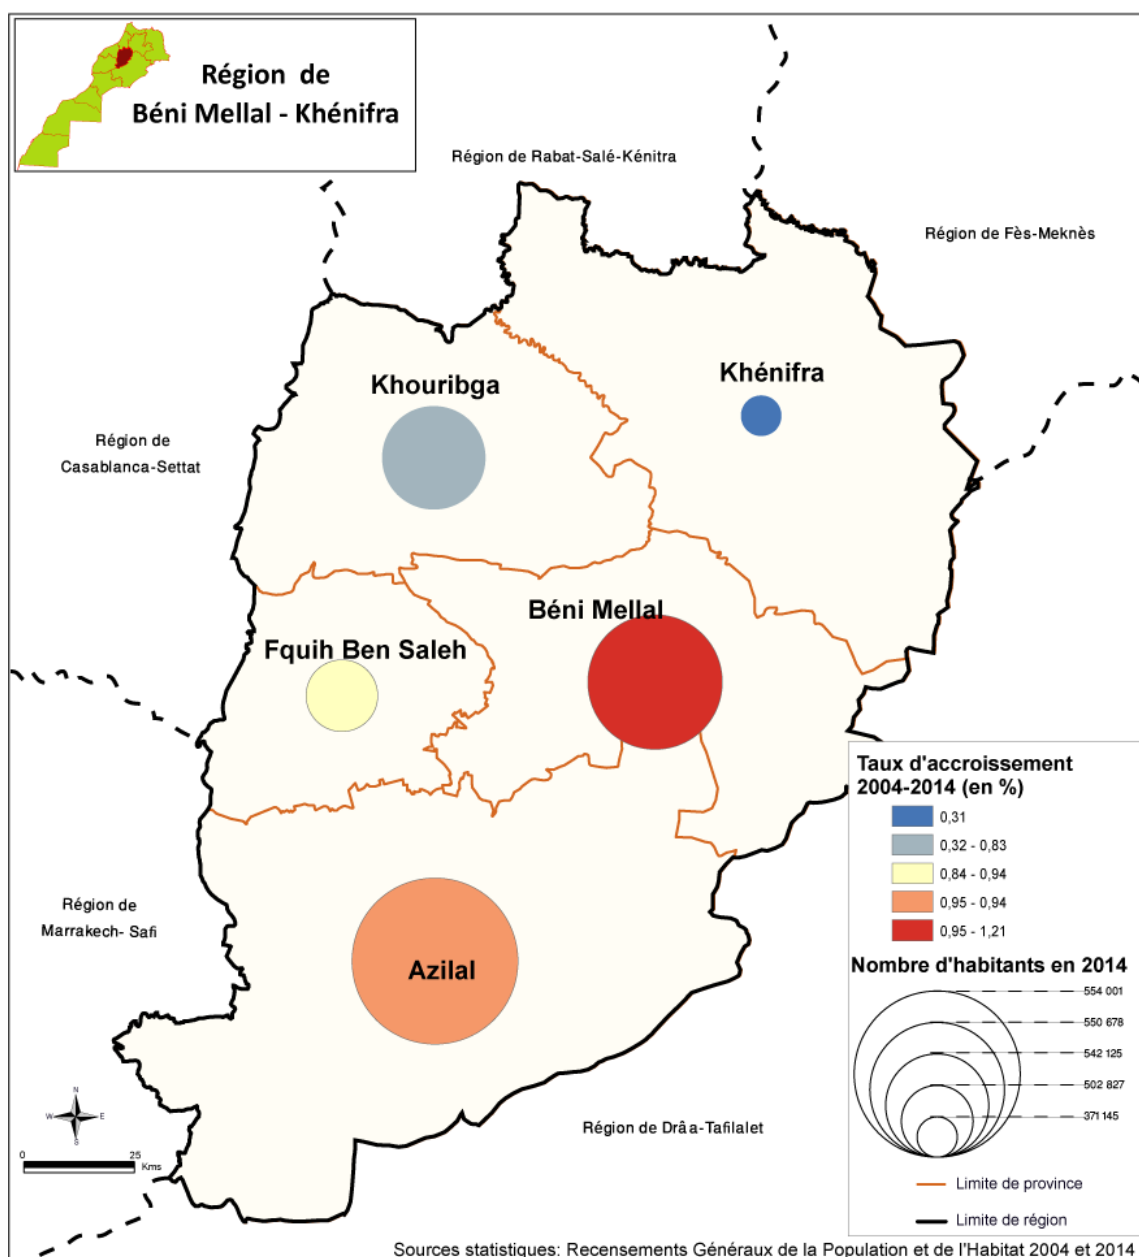 Région de
Béni Mellal - Khénifra
Région de Rabat-Salé-Kénitra
Région de Fès-Meknès
Khénifra
Khouribga
Région de
Casablanca-Settat
Béni Mellal
Fquih Ben Saleh
Taux d'accroissement
2004-2014 (en %)
0,31
0,32 - 0,83
0,84 - 0,94
0,95 - 0,94
0,95 - 1,21
Région de
Marrakech- Safi
Azilal
Nombre d'habitants en 2014
554 001
550 678
542 125
502 827
371 145
N
W E
S
0 25
Kms
Région de Drâa-Tafilalet
Limite de province
Limite de région
Sources statistiques: Recensements Généraux de la Population et de l'Habitat 2004 et 2014